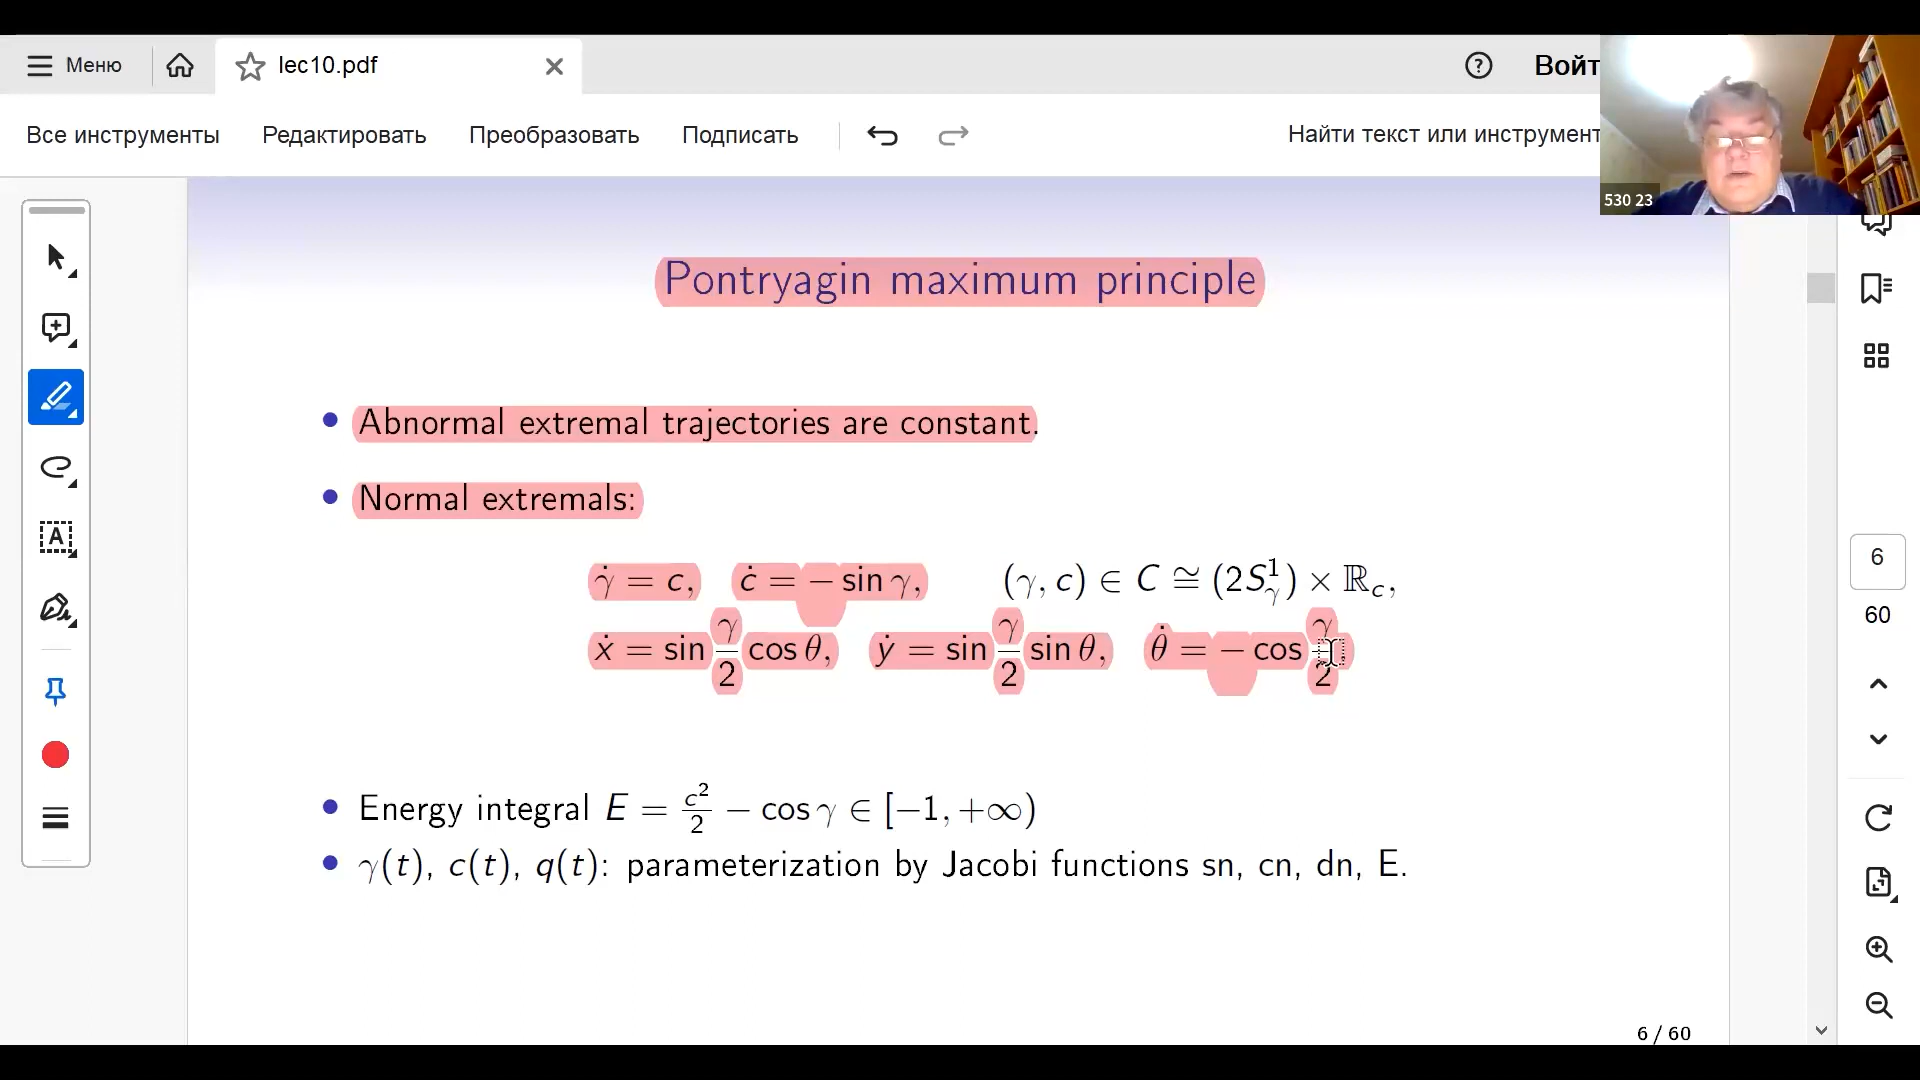 Меню
lec10.pdf
Войт
Все инструменты Редактировать Преобразовать Подписать
Найти текст или инструмент
530 23
Pontryagin maximum principle
• Abnormal extremal trajectories are constant.
• Normal extremals:
γ̇ = c, ċ = − sin γ, (γ, c) ∈ C ≅ (2S¹_γ) × ℝ_c,
ẋ = sin γ/2 cos θ, ẏ = sin γ/2 sin θ, θ̇ = − cos γ/2
• Energy integral E = c²/2 − cos γ ∈ [−1, +∞)
• γ(t), c(t), q(t): parameterization by Jacobi functions sn, cn, dn, E.
6 / 60
6
60
A